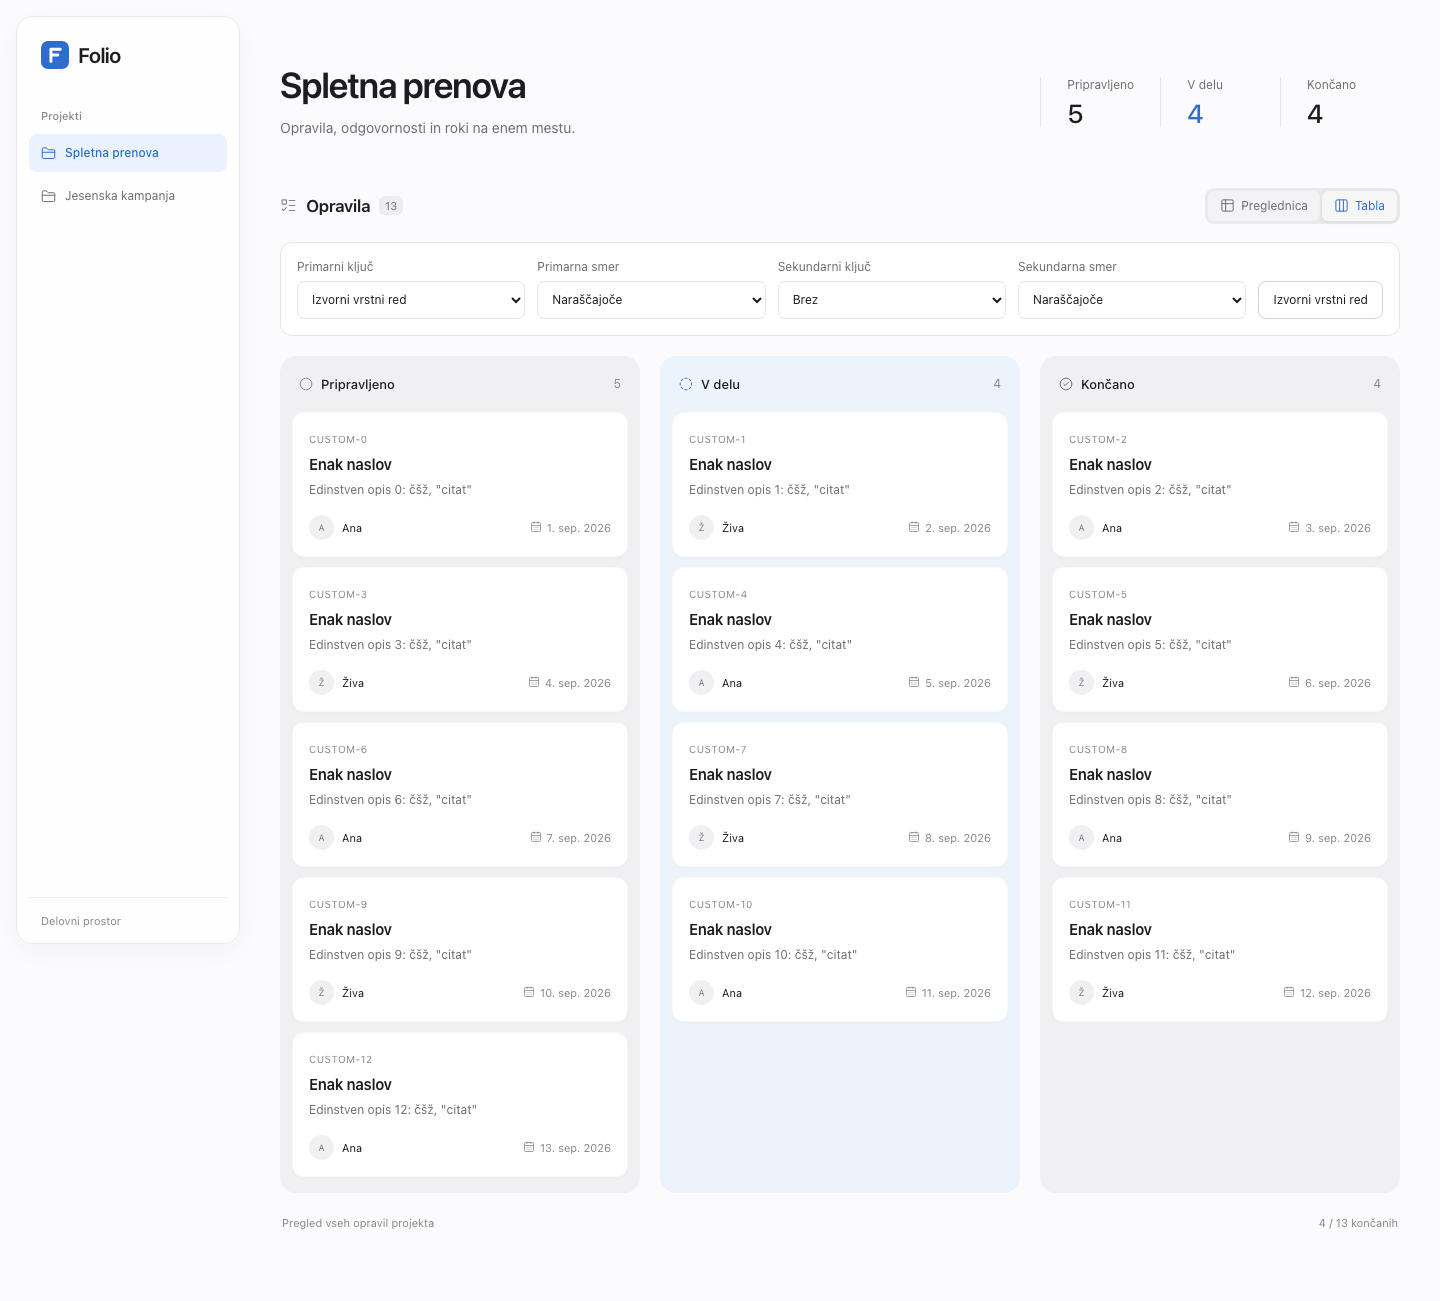 Folio
Projekti
Spletna prenova
Jesenska kampanja
Delovni prostor
Spletna prenova
Opravila, odgovornosti in roki na enem mestu.
Pripravljeno
5
V delu
4
Končano
4
Opravila 13
Preglednica
Tabla
Primarni ključ
Izvorni vrstni red
Primarna smer
Naraščajoče
Sekundarni ključ
Brez
Sekundarna smer
Naraščajoče
Izvorni vrstni red
Pripravljeno 5
CUSTOM-0
Enak naslov
Edinstven opis 0: čšž, "citat"
A Ana 1. sep. 2026
CUSTOM-3
Enak naslov
Edinstven opis 3: čšž, "citat"
Ž Živa 4. sep. 2026
CUSTOM-6
Enak naslov
Edinstven opis 6: čšž, "citat"
A Ana 7. sep. 2026
CUSTOM-9
Enak naslov
Edinstven opis 9: čšž, "citat"
Ž Živa 10. sep. 2026
CUSTOM-12
Enak naslov
Edinstven opis 12: čšž, "citat"
A Ana 13. sep. 2026
V delu 4
CUSTOM-1
Enak naslov
Edinstven opis 1: čšž, "citat"
Ž Živa 2. sep. 2026
CUSTOM-4
Enak naslov
Edinstven opis 4: čšž, "citat"
A Ana 5. sep. 2026
CUSTOM-7
Enak naslov
Edinstven opis 7: čšž, "citat"
Ž Živa 8. sep. 2026
CUSTOM-10
Enak naslov
Edinstven opis 10: čšž, "citat"
A Ana 11. sep. 2026
Končano 4
CUSTOM-2
Enak naslov
Edinstven opis 2: čšž, "citat"
A Ana 3. sep. 2026
CUSTOM-5
Enak naslov
Edinstven opis 5: čšž, "citat"
Ž Živa 6. sep. 2026
CUSTOM-8
Enak naslov
Edinstven opis 8: čšž, "citat"
A Ana 9. sep. 2026
CUSTOM-11
Enak naslov
Edinstven opis 11: čšž, "citat"
Ž Živa 12. sep. 2026
Pregled vseh opravil projekta
4 / 13 končanih